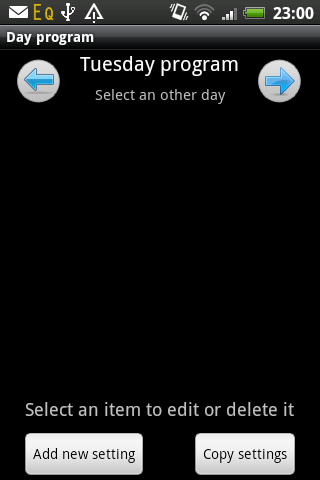 EQ 23:00
Day program
Tuesday program
Select an other day
Select an item to edit or delete it
Add new setting
Copy settings